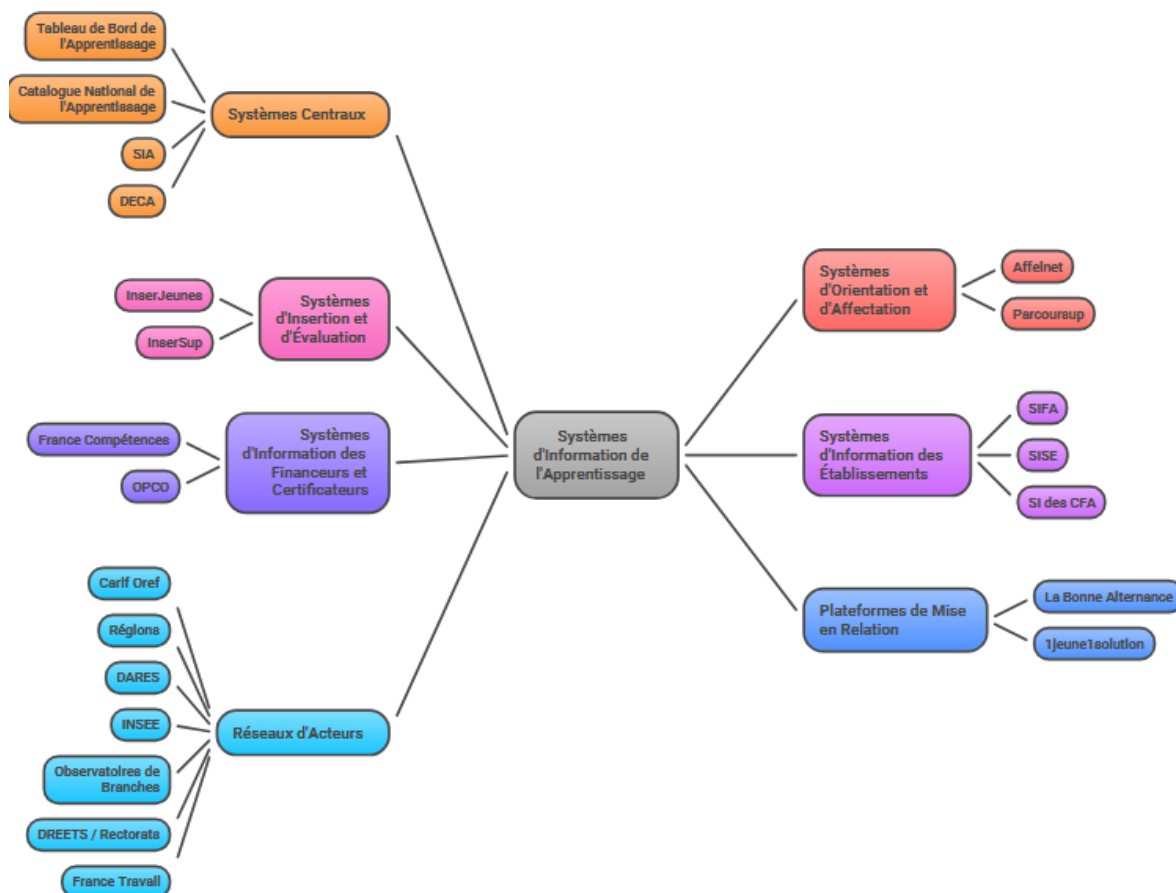 Tableau de Bord de
l'Apprentissage
Catalogue National de
l'Apprentissage
SIA
DECA
Systèmes Centraux
InserJeunes
InserSup
Systèmes
d'Insertion et
d'Évaluation
France Compétences
OPCO
Systèmes
d'Information des
Financeurs et
Certificateurs
Carif Oref
Régions
DARES
INSEE
Observatoires de
Branches
DREETS / Rectorats
France Travail
Réseaux d'Acteurs
Systèmes
d'Information de
l'Apprentissage
Systèmes
d'Orientation et
d'Affectation
Affelnet
Parcoursup
Systèmes
d'Information des
Établissements
SIFA
SISE
SI des CFA
Plateformes de Mise
en Relation
La Bonne Alternance
1jeune1solution